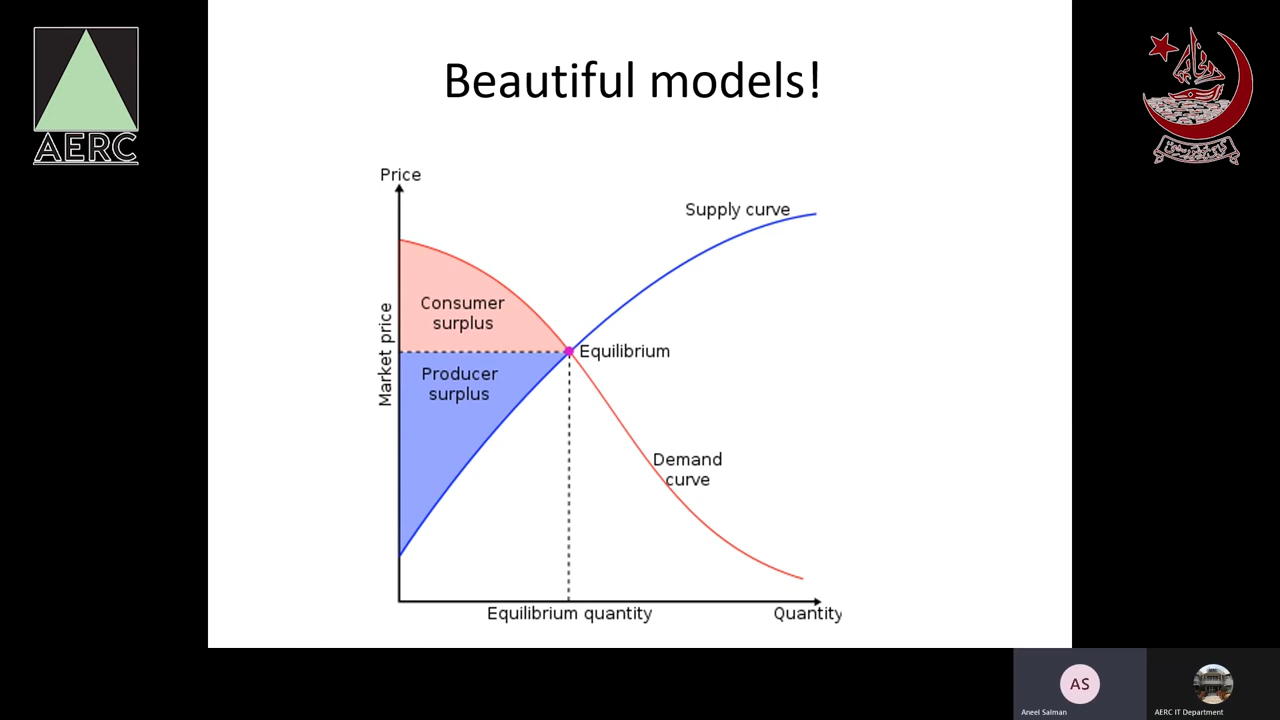 Beautiful models!
AERC
Price
Supply curve
Consumer
surplus
Market price
Equilibrium
Producer
surplus
Demand
curve
Equilibrium quantity
Quantity
AS
Aneel Salman
AERC IT Department